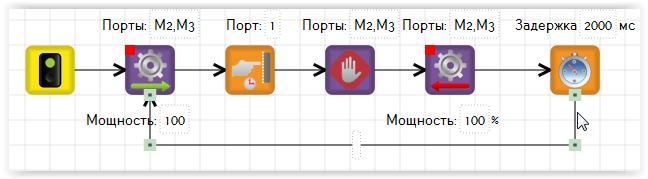 Порты: M2,M3 Порт: 1 Порты: M2,M3 Порты: M2,M3 Задержка 2000 мс
Мощность: 100 Мощность: 100 %